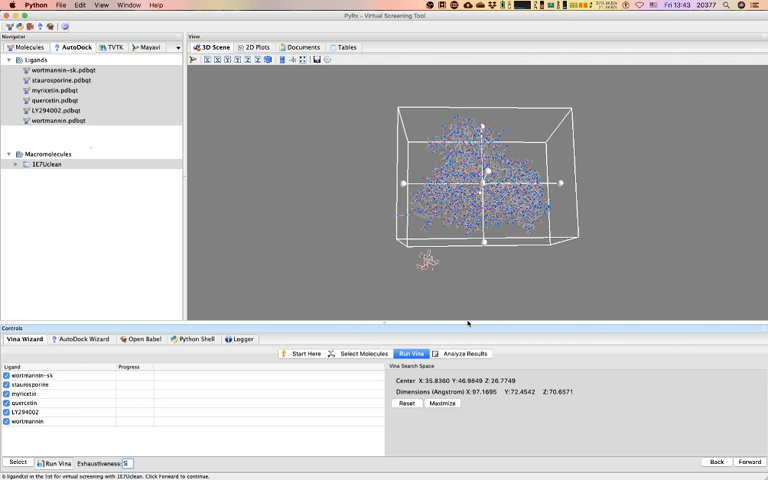 Python File Edit View Window Help Fri 13:43 20377
PyRx - Virtual Screening Tool
Navigator
View
Molecules AutoDock TVTK Mayavi
3D Scene 2D Plots Documents Tables
Ligands
wortmannin-sk.pdbqt
staurosporine.pdbqt
myricetin.pdbqt
quercetin.pdbqt
LY294002.pdbqt
wortmannin.pdbqt
Macromolecules
1E7Uclean
Controls
Vina Wizard AutoDock Wizard Open Babel Python Shell Logger
Start Here Select Molecules Run Vina Analyze Results
Ligand Progress
wortmannin-sk
staurosporine
myricetin
quercetin
LY294002
wortmannin
Vina Search Space
Center X:35.8360 Y:46.9849 Z:26.7749
Dimensions (Angstrom) X:97.1695 Y:72.4542 Z:70.6571
Reset Maximize
Select Run Vina Exhaustiveness:
Back Forward
6 ligand(s) in the list for virtual screening with 1E7Uclean. Click Forward to continue.